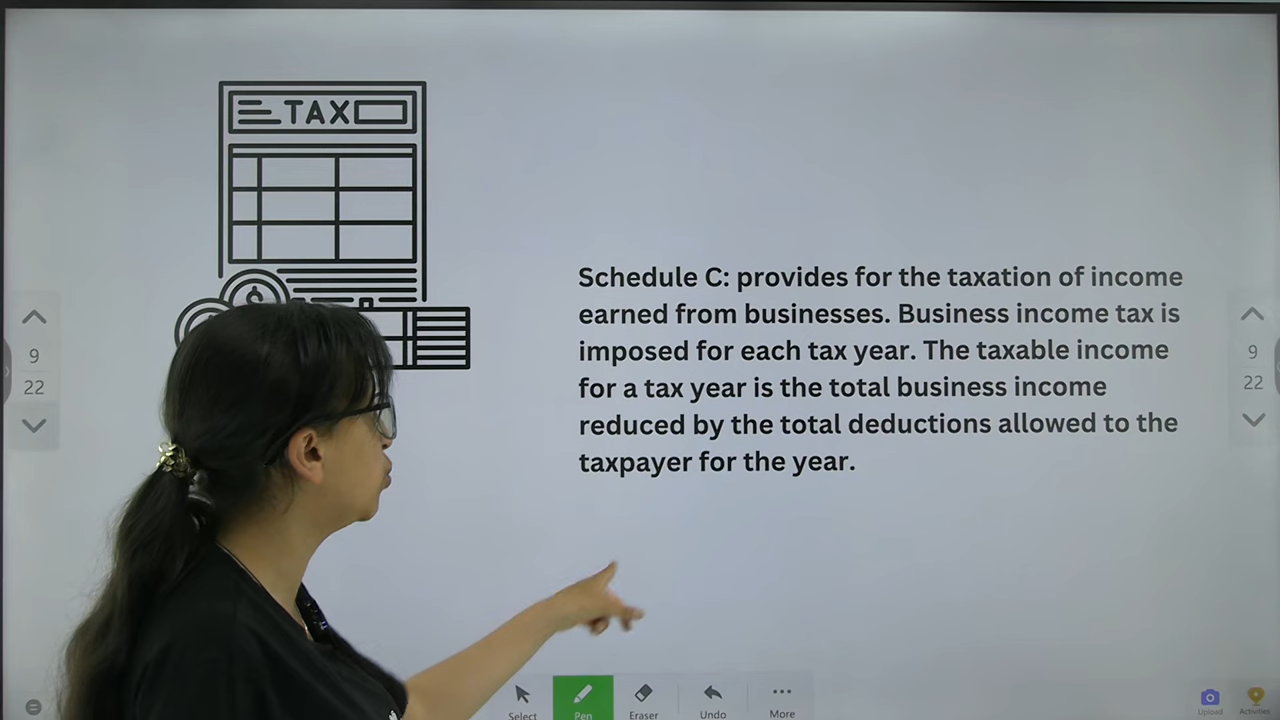 TAX
Schedule C: provides for the taxation of income
earned from businesses. Business income tax is
imposed for each tax year. The taxable income
for a tax year is the total business income
reduced by the total deductions allowed to the
taxpayer for the year.
9
22
9
22
Select
Pen
Eraser
Undo
More
Upload
Activities